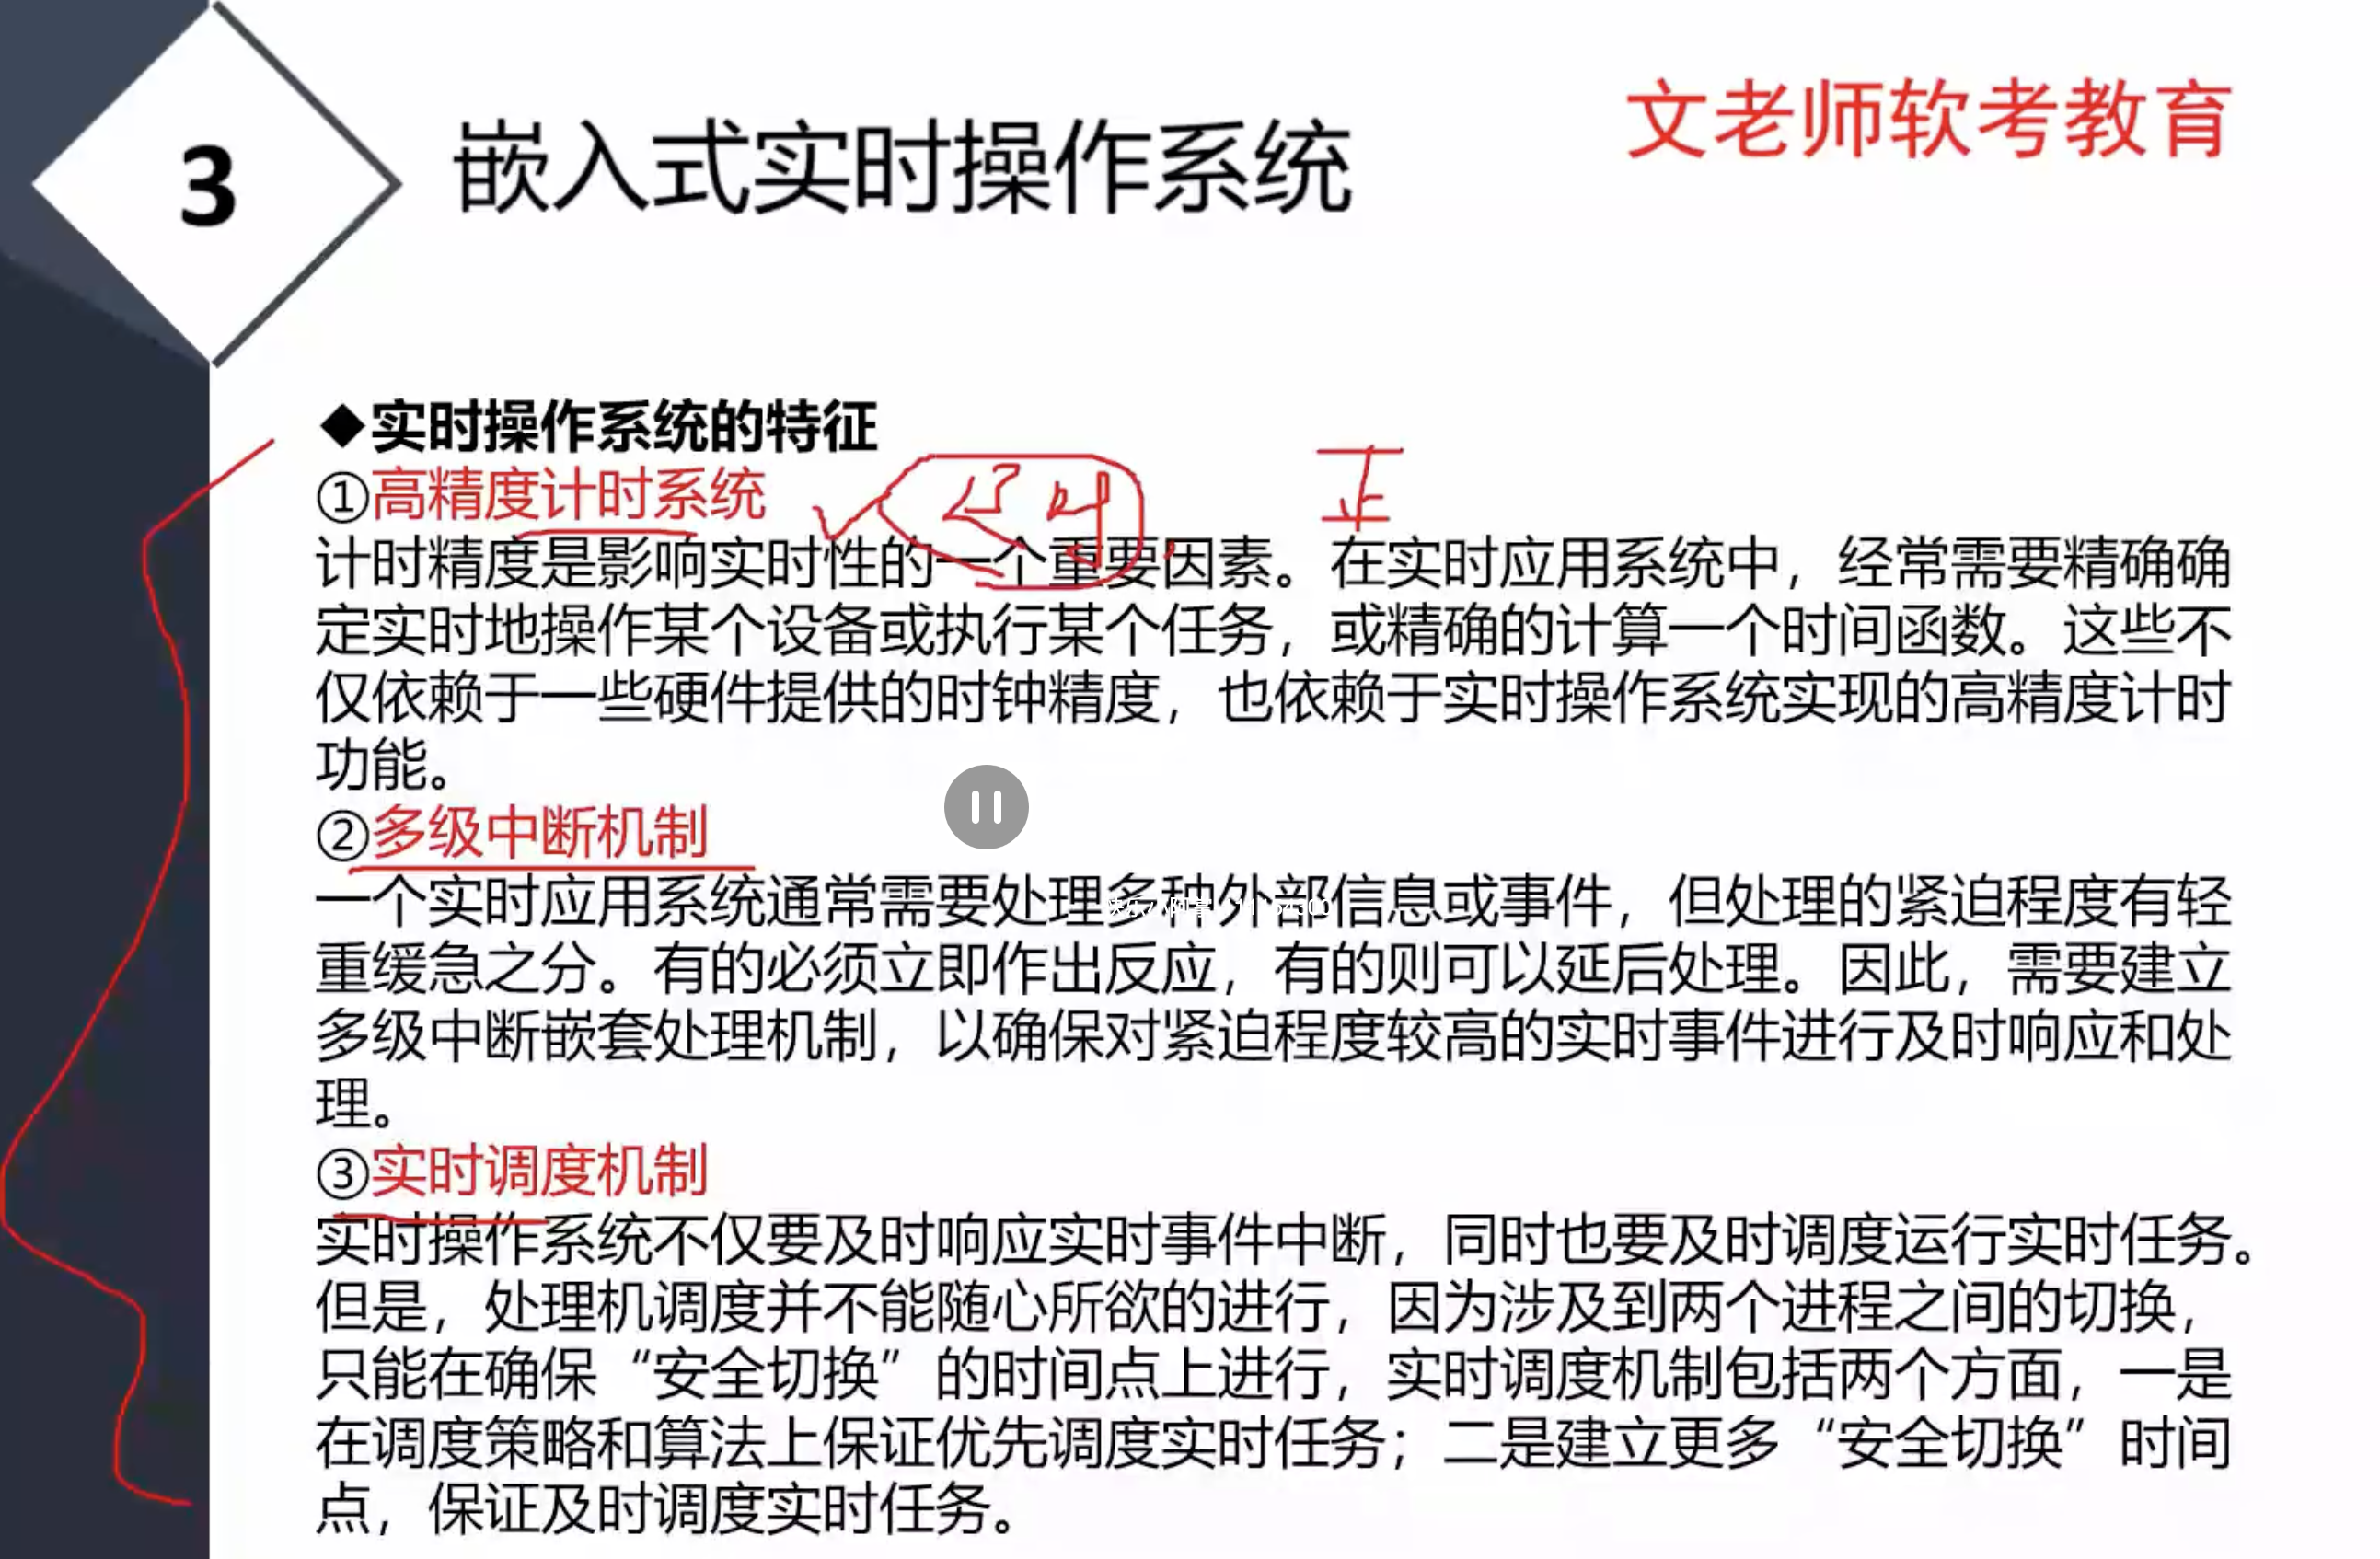 3
嵌入式实时操作系统
文老师软考教育
◆实时操作系统的特征
①高精度计时系统
计时精度是影响实时性的一个重要因素。在实时应用系统中，经常需要精确确
定实时地操作某个设备或执行某个任务，或精确的计算一个时间函数。这些不
仅依赖于一些硬件提供的时钟精度，也依赖于实时操作系统实现的高精度计时
功能。
②多级中断机制
一个实时应用系统通常需要处理多种外部信息或事件，但处理的紧迫程度有轻
重缓急之分。有的必须立即作出反应，有的则可以延后处理。因此，需要建立
多级中断嵌套处理机制，以确保对紧迫程度较高的实时事件进行及时响应和处
理。
③实时调度机制
实时操作系统不仅要及时响应实时事件中断，同时也要及时调度运行实时任务。
但是，处理机调度并不能随心所欲的进行，因为涉及到两个进程之间的切换，
只能在确保“安全切换”的时间点上进行，实时调度机制包括两个方面，一是
在调度策略和算法上保证优先调度实时任务；二是建立更多“安全切换”时间
点，保证及时调度实时任务。